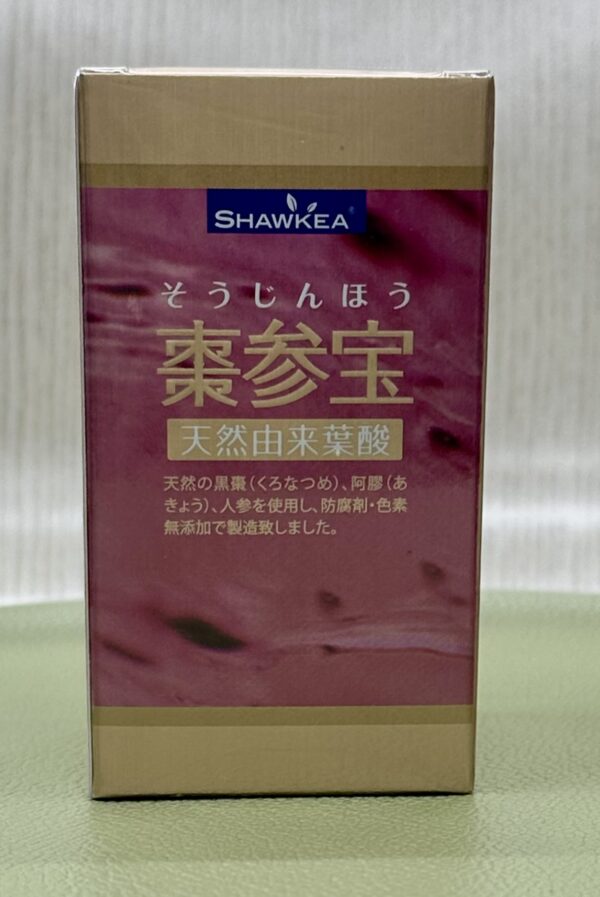 SHAWKEA
そうじんほう
棗参宝
天然由来葉酸
天然の黒棗(くろなつめ)、阿膠(あ
きょう)、人参を使用し、防腐剤・色素
無添加で製造致しました。